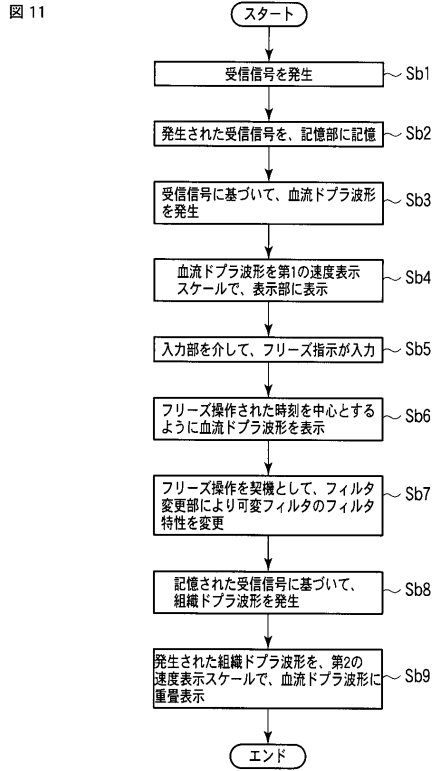 図 11
スタート
受信信号を発生
Sb1
発生された受信信号を、記憶部に記憶
Sb2
受信信号に基づいて、血流ドプラ波形
を発生
Sb3
血流ドプラ波形を第1の速度表示
スケールで、表示部に表示
Sb4
入力部を介して、フリーズ指示が入力
Sb5
フリーズ操作された時刻を中心とする
ように血流ドプラ波形を表示
Sb6
フリーズ操作を契機として、フィルタ
変更部により可変フィルタのフィルタ
特性を変更
Sb7
記憶された受信信号に基づいて、
組織ドプラ波形を発生
Sb8
発生された組織ドプラ波形を、第2の
速度表示スケールで、血流ドプラ波形に
重畳表示
Sb9
エンド